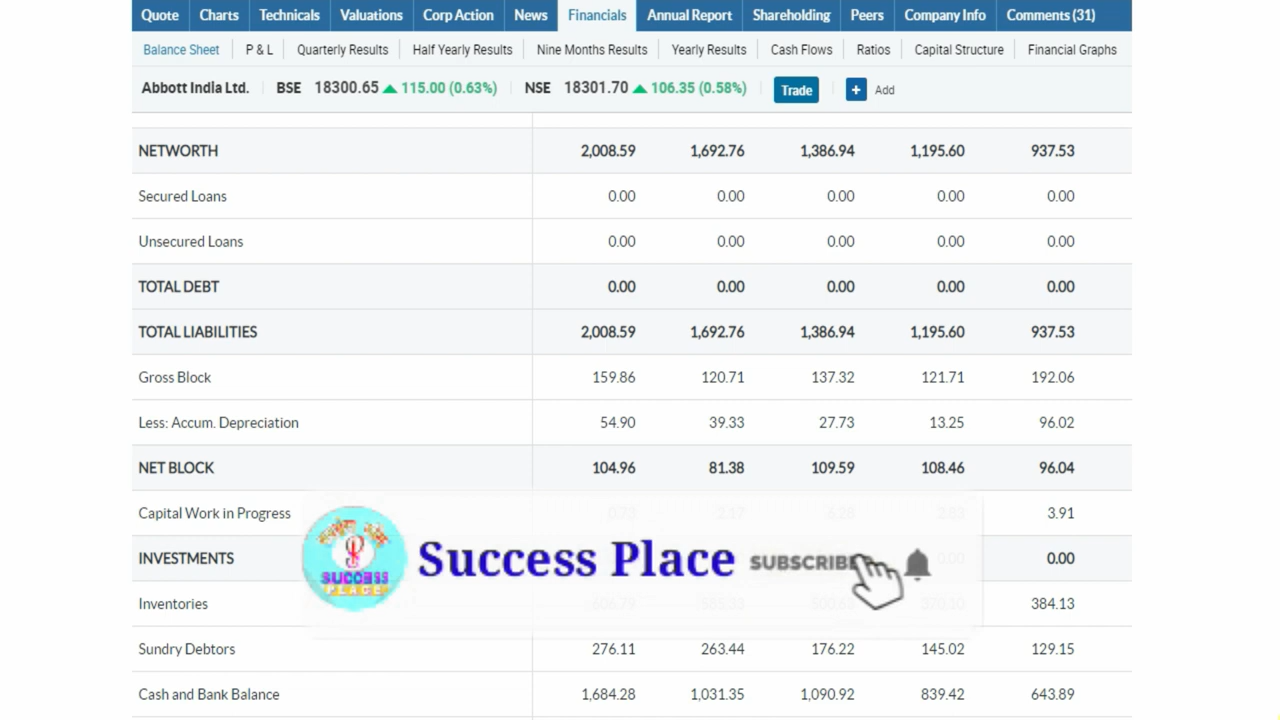 Quote Charts Technicals Valuations Corp Action News Financials Annual Report Shareholding Peers Company Info Comments (31)
Balance Sheet P & L Quarterly Results Half Yearly Results Nine Months Results Yearly Results Cash Flows Ratios Capital Structure Financial Graphs
Abbott India Ltd. BSE 18300.65 115.00 (0.63%) NSE 18301.70 106.35 (0.58%) Trade + Add
NETWORTH 2,008.59 1,692.76 1,386.94 1,195.60 937.53
Secured Loans 0.00 0.00 0.00 0.00 0.00
Unsecured Loans 0.00 0.00 0.00 0.00 0.00
TOTAL DEBT 0.00 0.00 0.00 0.00 0.00
TOTAL LIABILITIES 2,008.59 1,692.76 1,386.94 1,195.60 937.53
Gross Block 159.86 120.71 137.32 121.71 192.06
Less: Accum. Depreciation 54.90 39.33 27.73 13.25 96.02
NET BLOCK 104.96 81.38 109.59 108.46 96.04
Capital Work in Progress 3.91
INVESTMENTS 0.00
SUCCESS
PLACE
Success Place SUBSCRIBE
Inventories 384.13
Sundry Debtors 276.11 263.44 176.22 145.02 129.15
Cash and Bank Balance 1,684.28 1,031.35 1,090.92 839.42 643.89